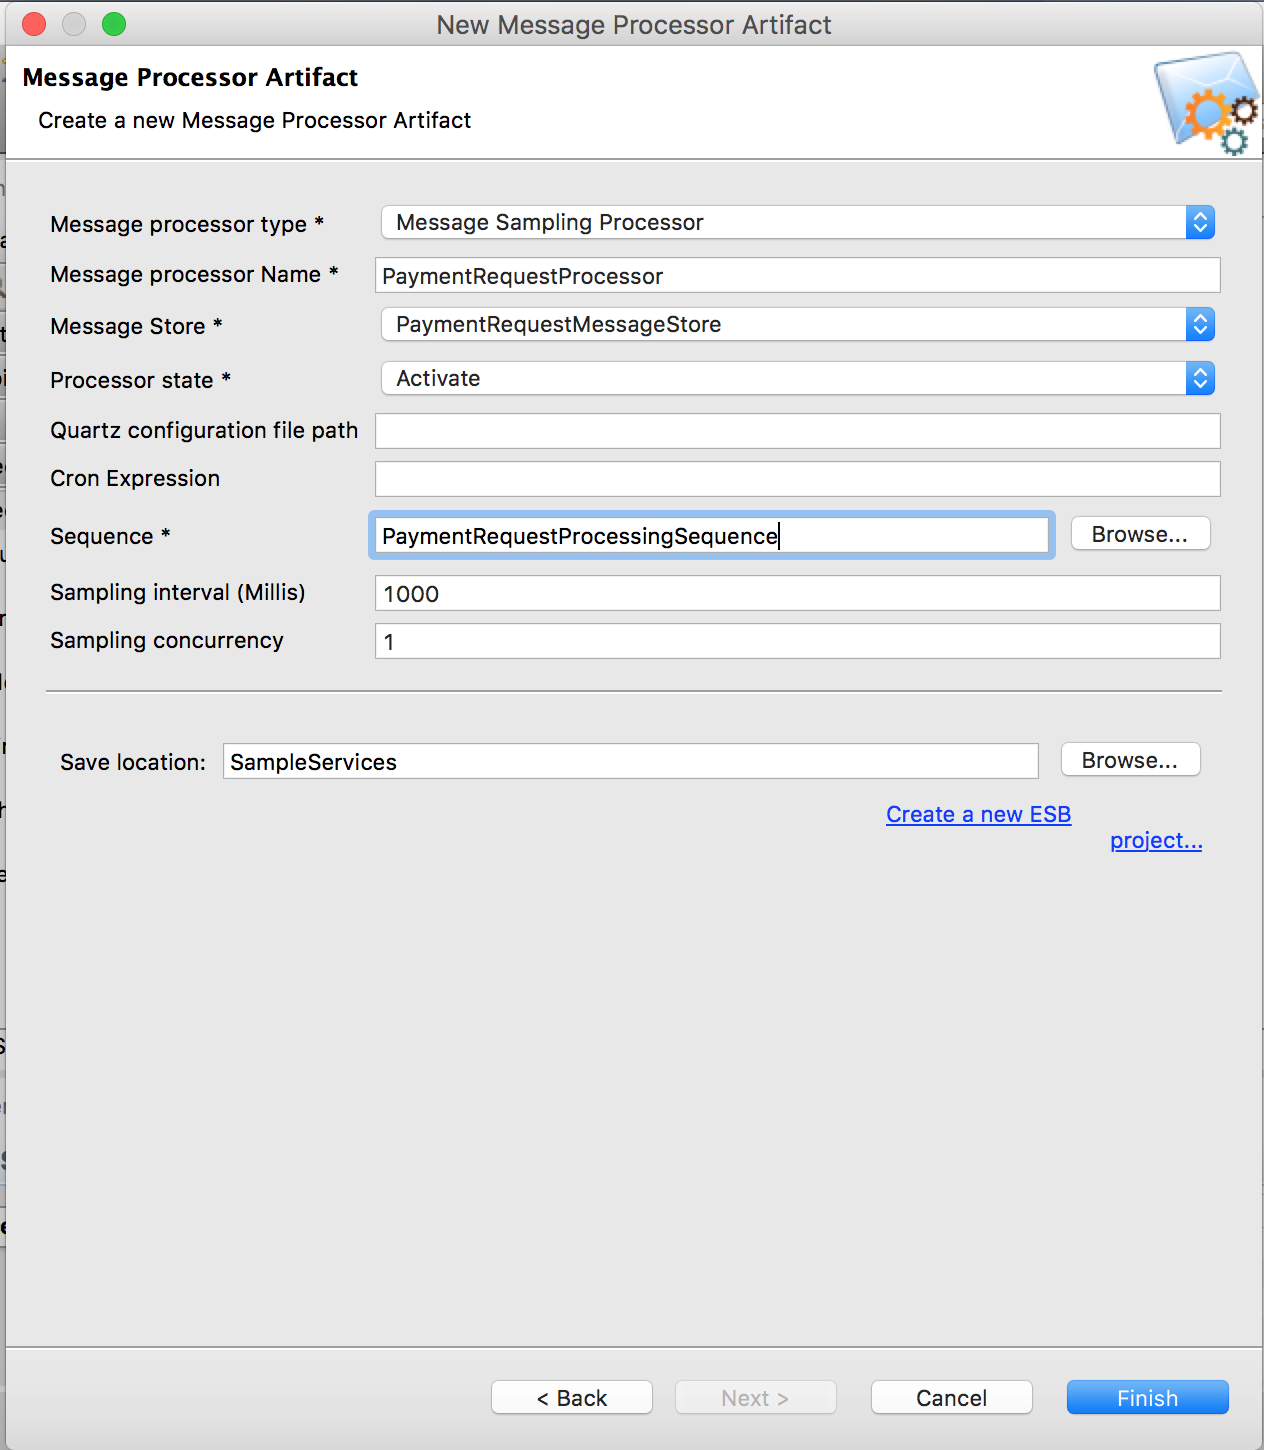 New Message Processor Artifact
Message Processor Artifact
Create a new Message Processor Artifact
Message processor type *
Message Sampling Processor
Message processor Name *
PaymentRequestProcessor
Message Store *
PaymentRequestMessageStore
Processor state *
Activate
Quartz configuration file path
Cron Expression
Sequence *
PaymentRequestProcessingSequence
Browse...
Sampling interval (Millis)
1000
Sampling concurrency
1
Save location:
SampleServices
Browse...
Create a new ESB
project...
< Back
Next >
Cancel
Finish